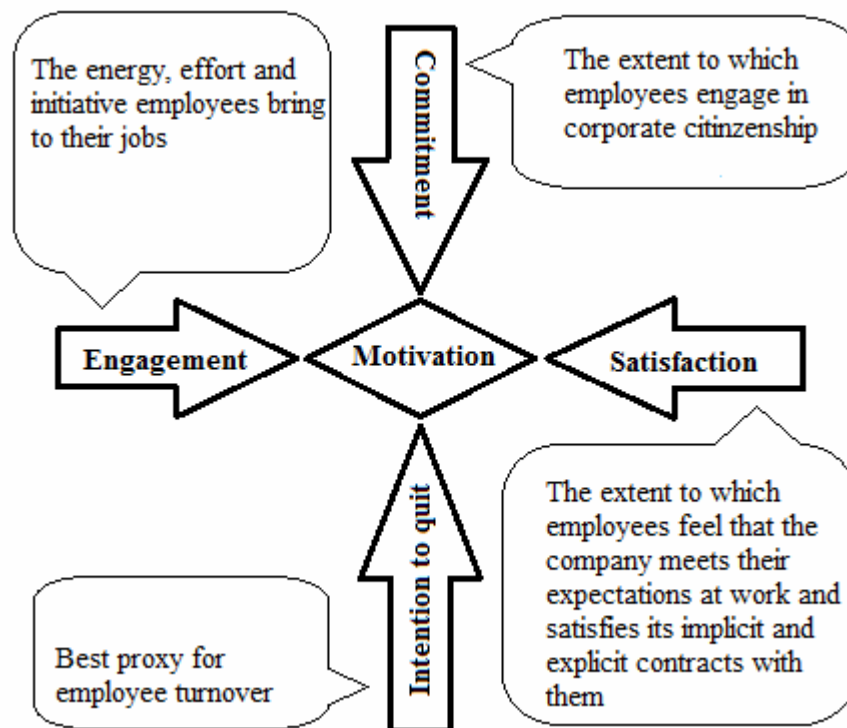 The energy, effort and
initiative employees bring
to their jobs
Commitment
The extent to which
employees engage in
corporate citinzenship
Engagement
Motivation
Satisfaction
Intention to quit
Best proxy for
employee turnover
The extent to which
employees feel that the
company meets their
expectations at work and
satisfies its implicit and
explicit contracts with
them